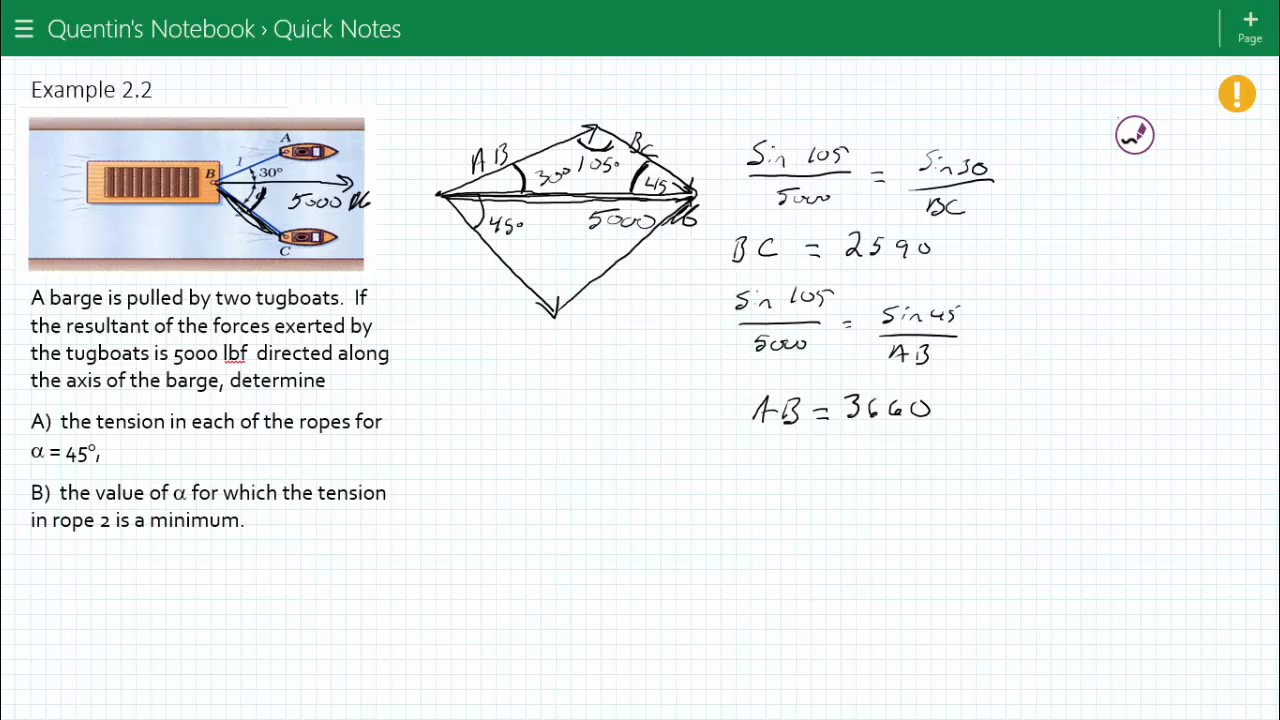 Quentin's Notebook › Quick Notes
Page
Example 2.2
A
B
1
30°
5000 lb
C
A barge is pulled by two tugboats. If
the resultant of the forces exerted by
the tugboats is 5000 lbf directed along
the axis of the barge, determine
A) the tension in each of the ropes for
α = 45°,
B) the value of α for which the tension
in rope 2 is a minimum.
AB
BC
30°
105°
45
45°
5000 lb
Sin 105 / 5000 = Sin 30 / BC
BC = 2590
Sin 105 / 5000 = Sin 45 / AB
AB = 3660